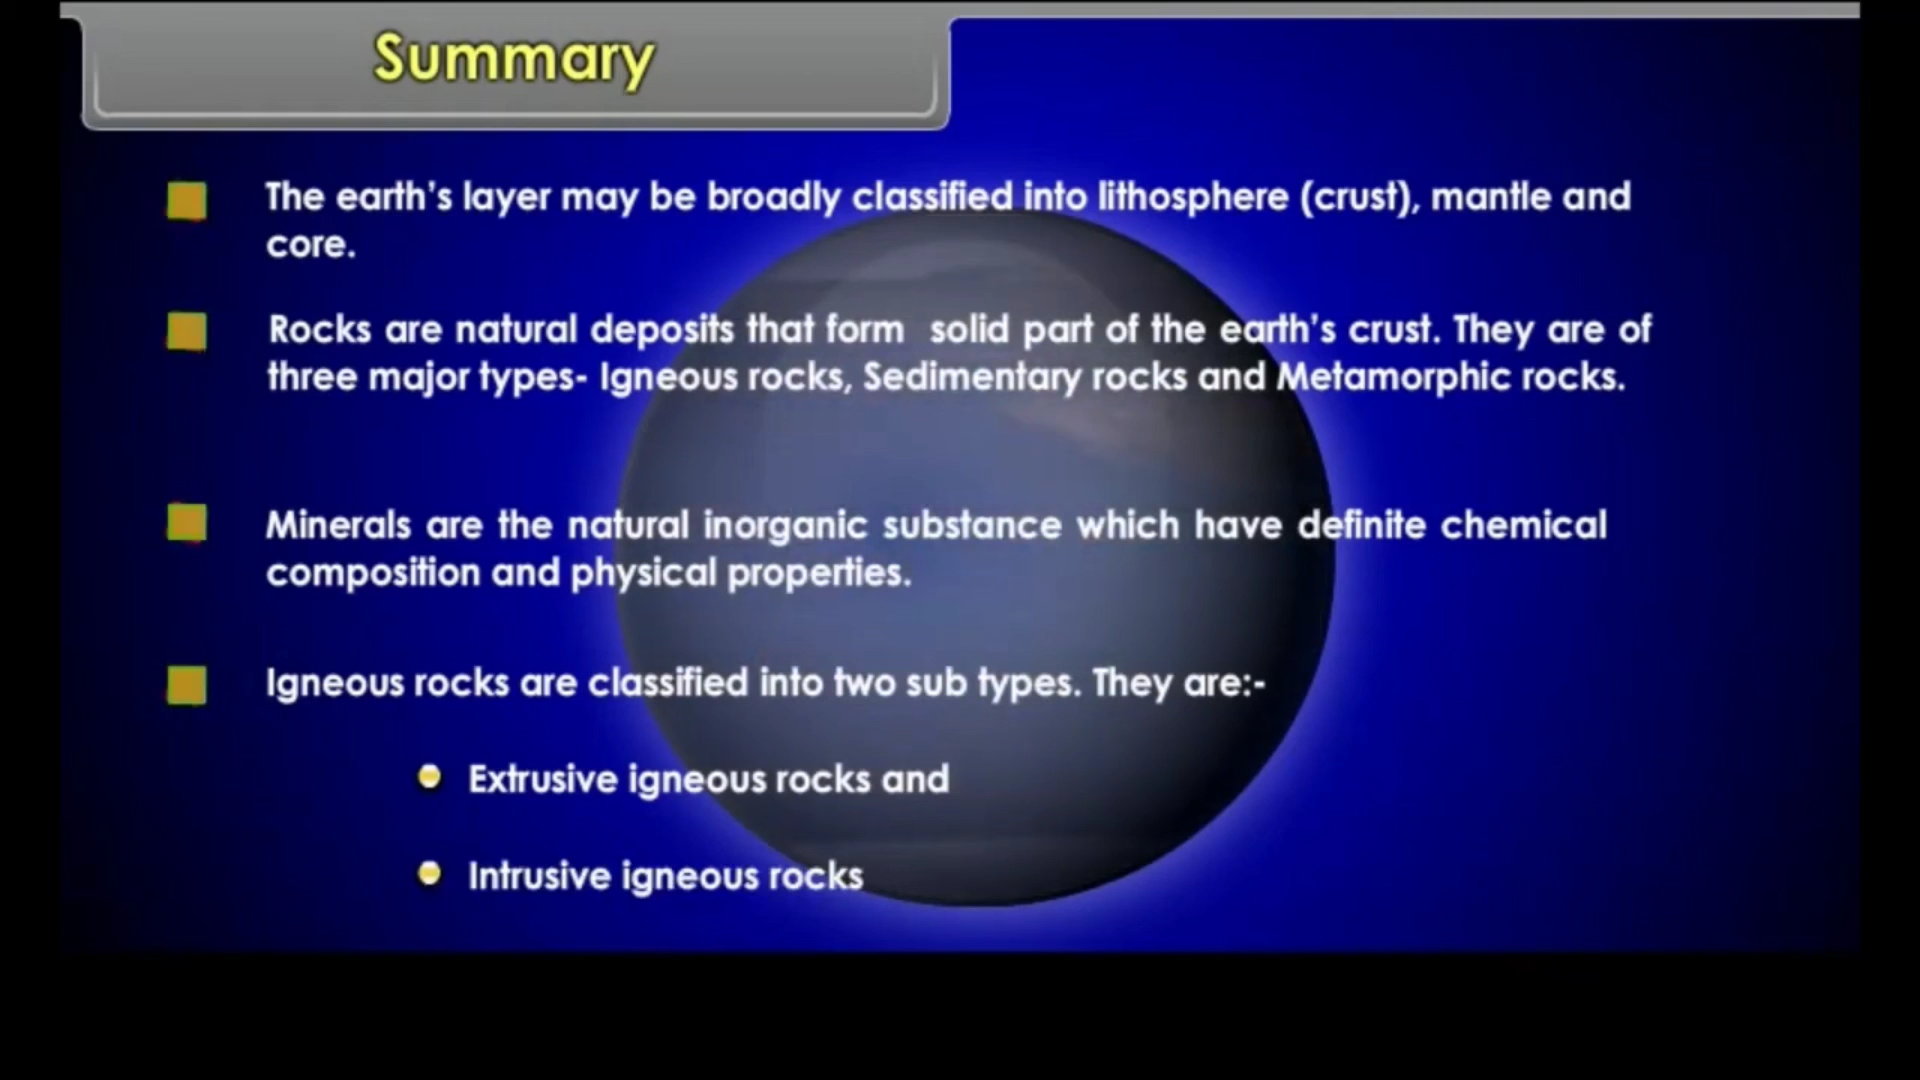 Summary
The earth's layer may be broadly classified into lithosphere (crust), mantle and
core.
Rocks are natural deposits that form solid part of the earth's crust. They are of
three major types- Igneous rocks, Sedimentary rocks and Metamorphic rocks.
Minerals are the natural inorganic substance which have definite chemical
composition and physical properties.
Igneous rocks are classified into two sub types. They are:-
Extrusive igneous rocks and
Intrusive igneous rocks